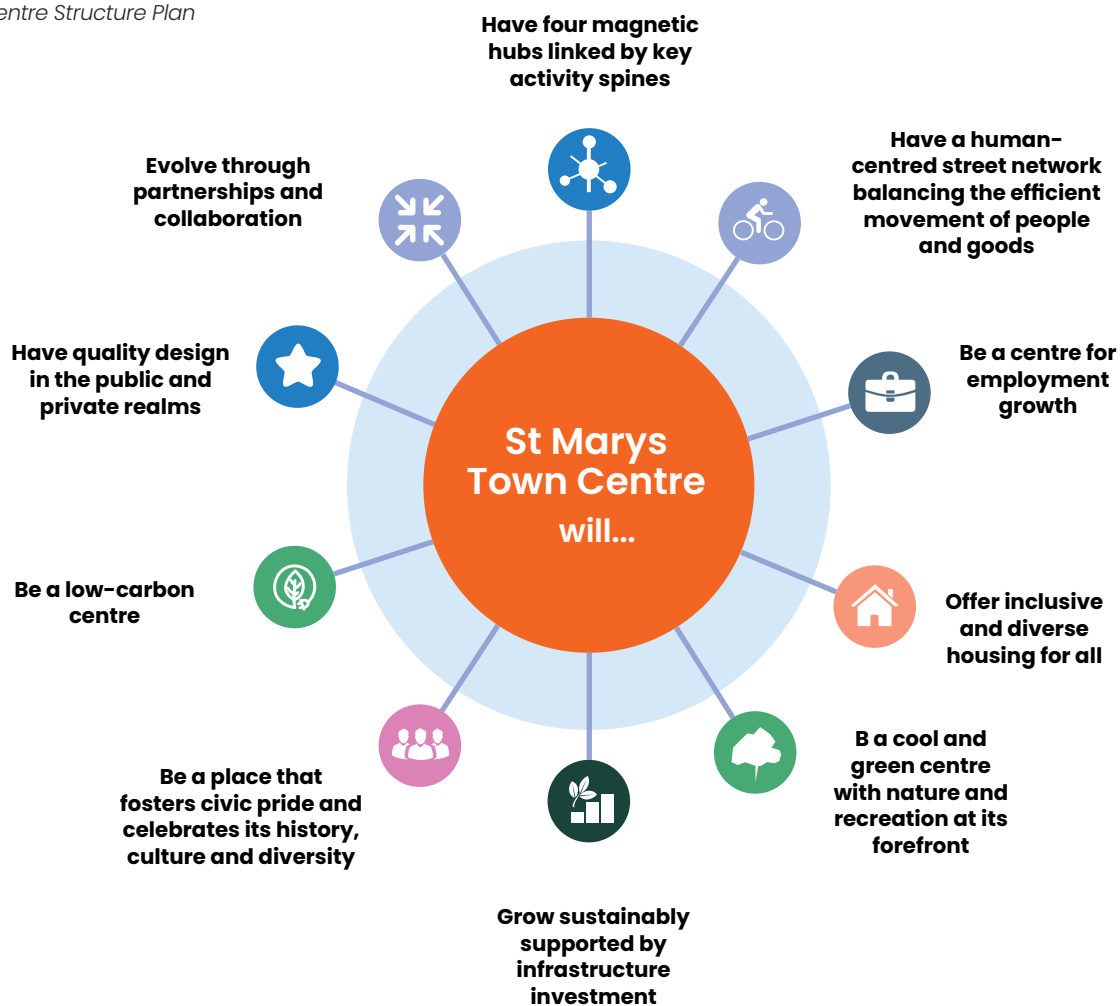 entre Structure Plan
Have four magnetic
hubs linked by key
activity spines
Have a human-
centred street network
balancing the efficient
movement of people
and goods
Be a centre for
employment
growth
Offer inclusive
and diverse
housing for all
B a cool and
green centre
with nature and
recreation at its
forefront
Grow sustainably
supported by
infrastructure
investment
Be a place that
fosters civic pride and
celebrates its history,
culture and diversity
Be a low-carbon
centre
Have quality design
in the public and
private realms
Evolve through
partnerships and
collaboration
St Marys
Town Centre
will...